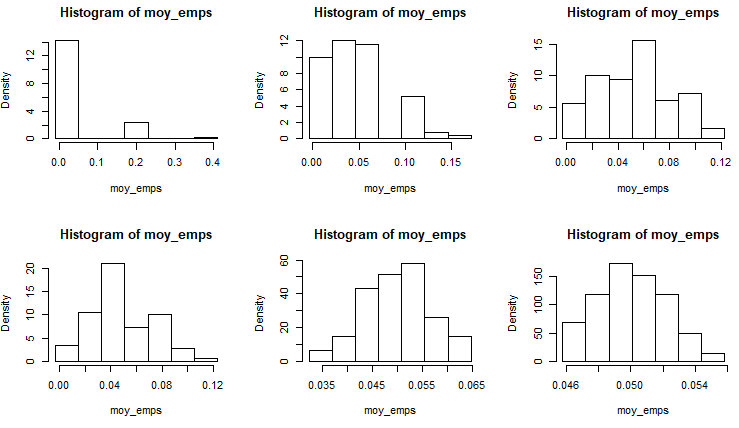 Histogram of moy_emps
Density
0 4 8 12
0.0 0.1 0.2 0.3 0.4
moy_emps
Histogram of moy_emps
Density
0 2 4 6 8 12
0.00 0.05 0.10 0.15
moy_emps
Histogram of moy_emps
Density
0 5 10 15
0.00 0.04 0.08 0.12
moy_emps
Histogram of moy_emps
Density
0 5 10 15 20
0.00 0.04 0.08 0.12
moy_emps
Histogram of moy_emps
Density
0 20 40 60
0.035 0.045 0.055 0.065
moy_emps
Histogram of moy_emps
Density
0 50 100 150
0.046 0.050 0.054
moy_emps